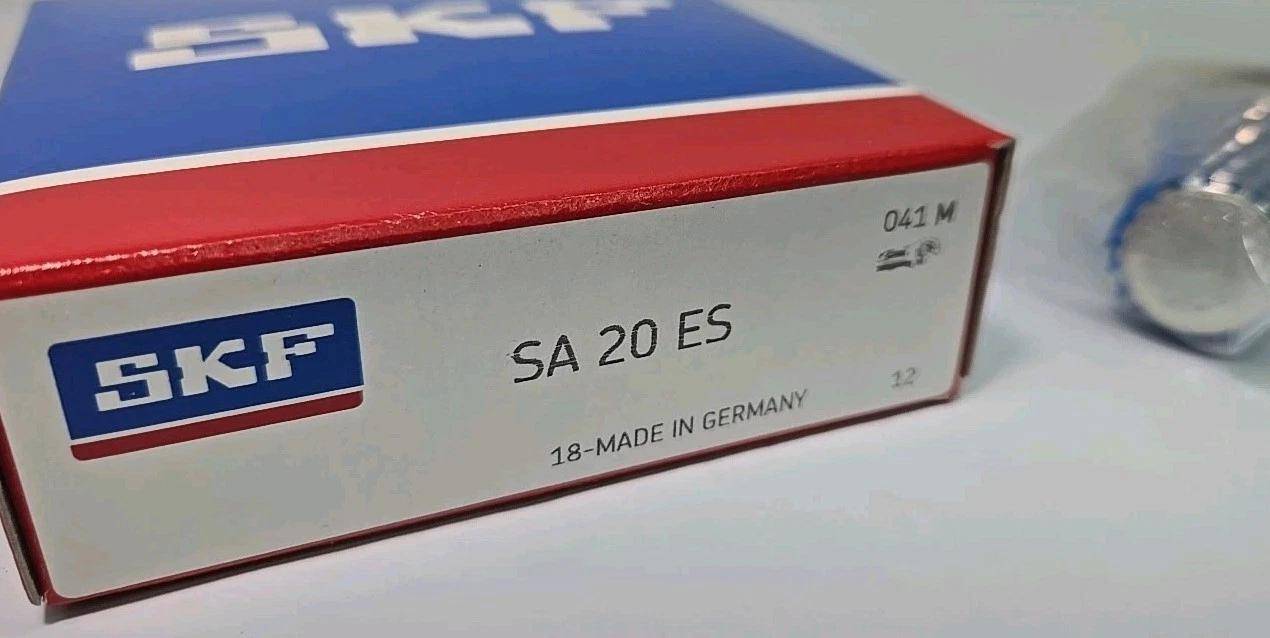 SKF
041 M
SKF
SA 20 ES
12
18-MADE IN GERMANY